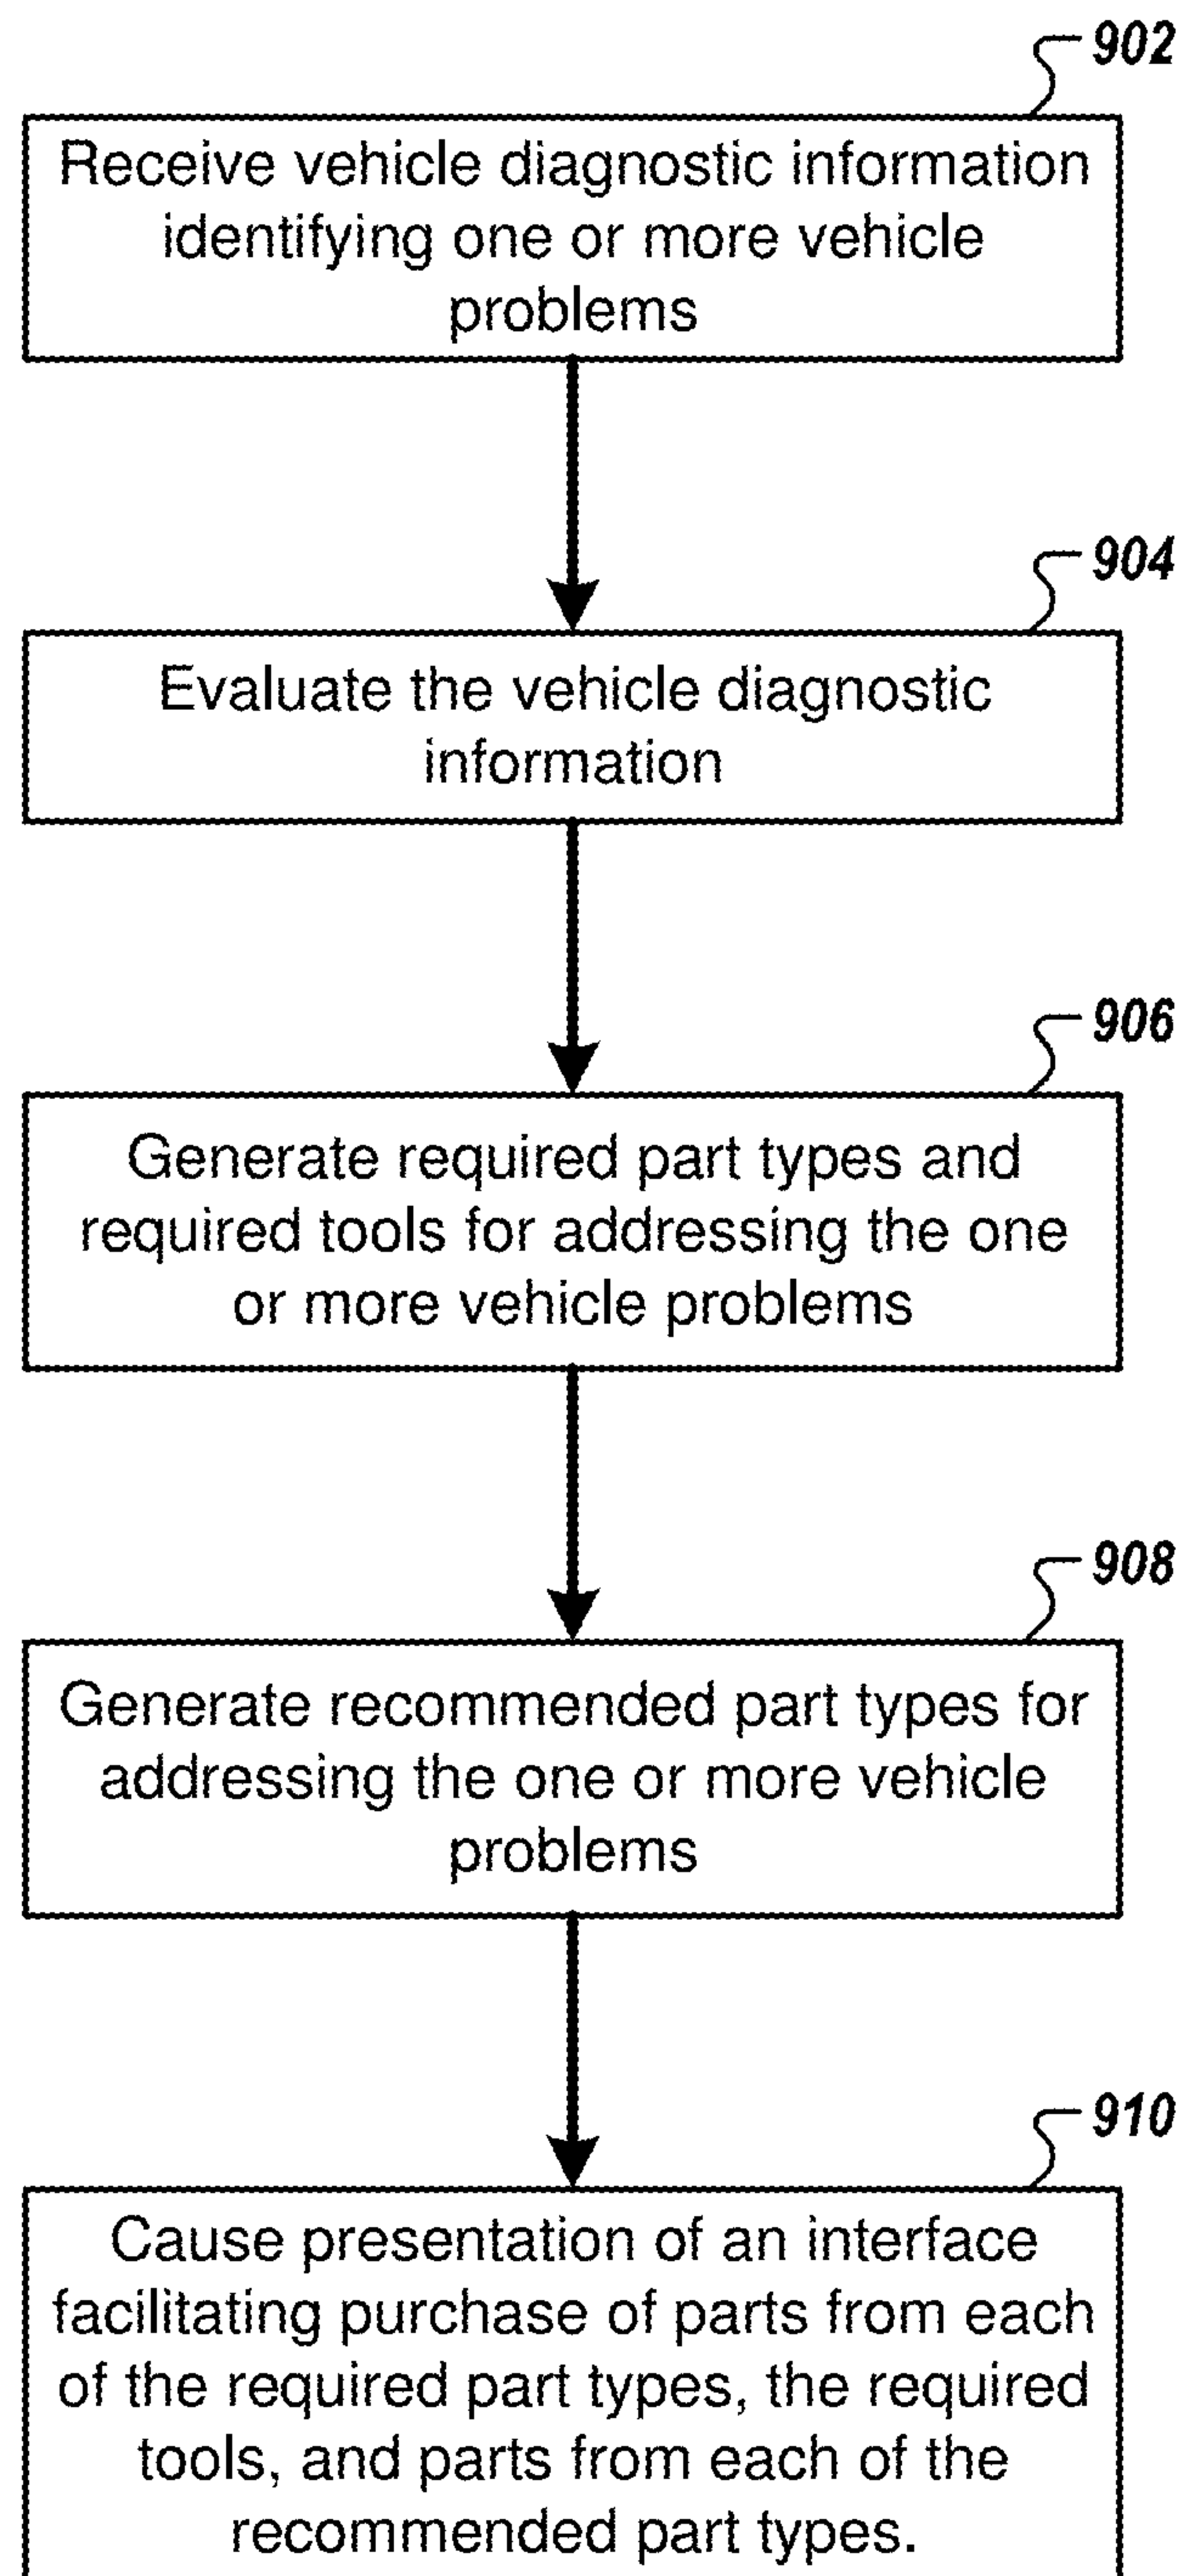 902
Receive vehicle diagnostic information
identifying one or more vehicle
problems
904
Evaluate the vehicle diagnostic
information
906
Generate required part types and
required tools for addressing the one
or more vehicle problems
908
Generate recommended part types for
addressing the one or more vehicle
problems
910
Cause presentation of an interface
facilitating purchase of parts from each
of the required part types, the required
tools, and parts from each of the
recommended part types.